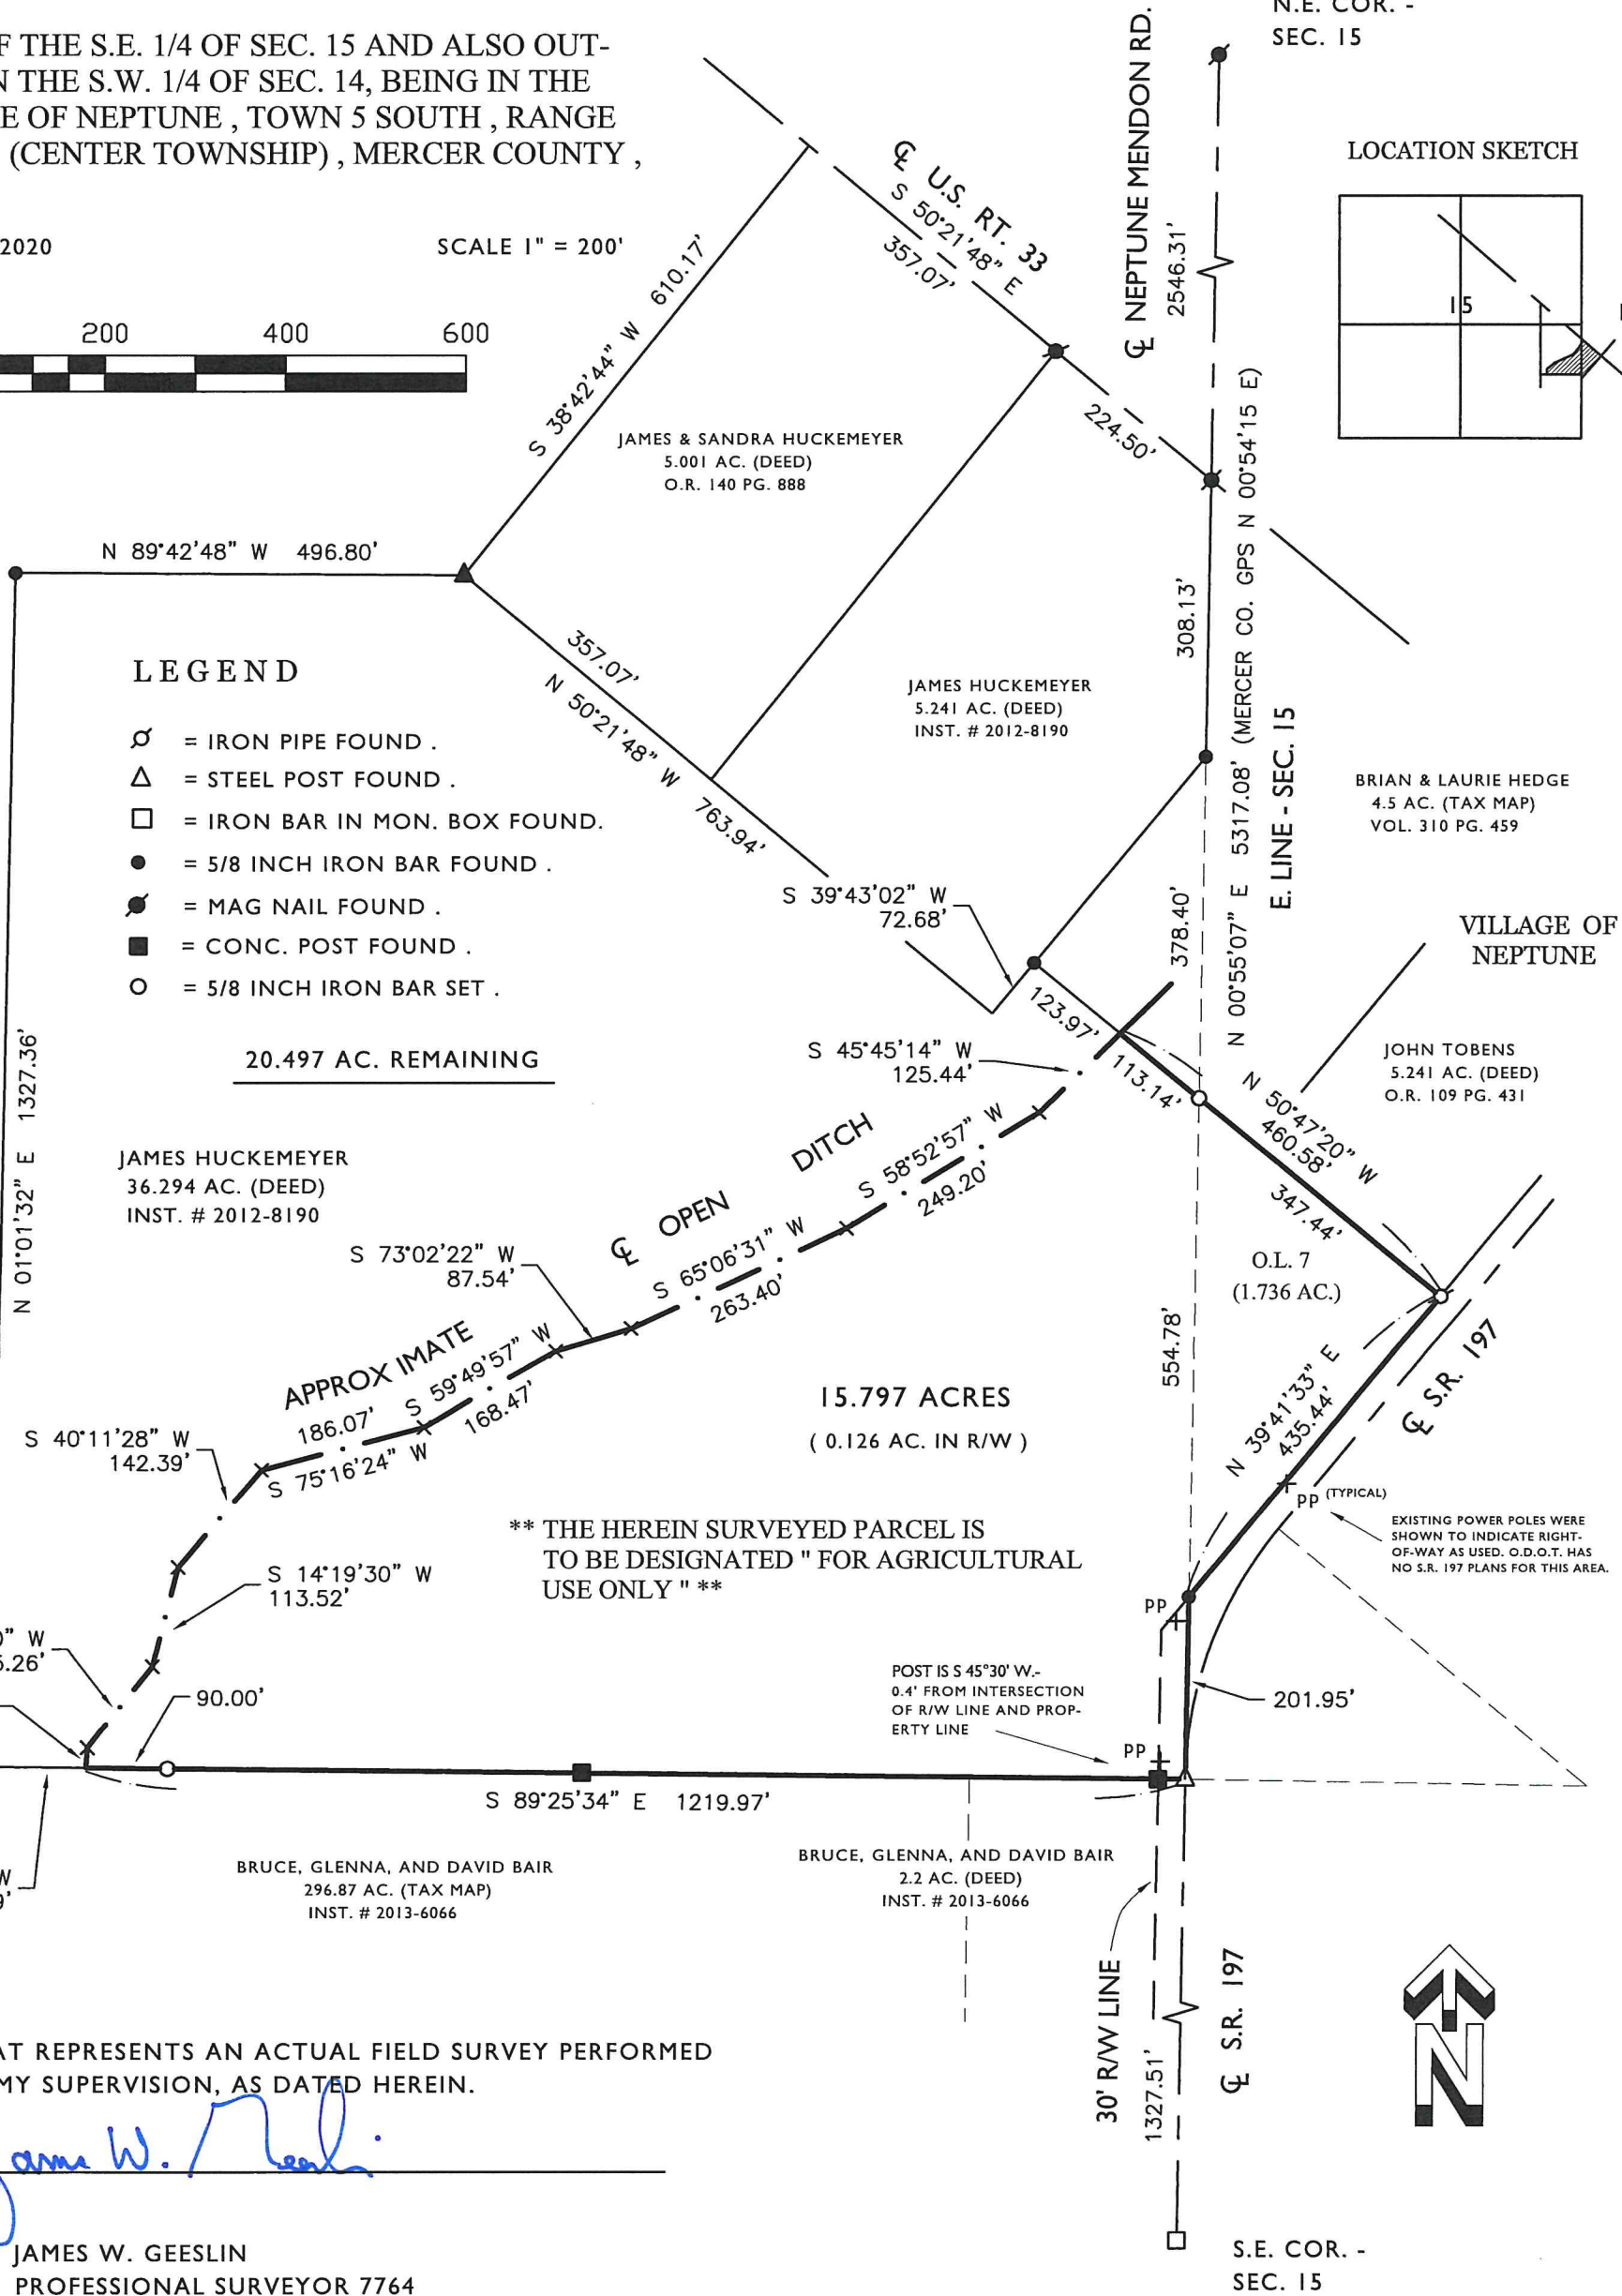 F THE S.E. 1/4 OF SEC. 15 AND ALSO OUT-
N THE S.W. 1/4 OF SEC. 14, BEING IN THE
E OF NEPTUNE , TOWN 5 SOUTH , RANGE
(CENTER TOWNSHIP) , MERCER COUNTY ,
2020
SCALE 1" = 200'
200 400 600
N.E. COR. -
SEC. 15
LOCATION SKETCH
15
℄ NEPTUNE MENDON RD.
2546.31'
℄ U.S. RT. 33
S 50°21'48" E
357.07'
224.50'
S 38°42'44" W 610.17'
JAMES & SANDRA HUCKEMEYER
5.001 AC. (DEED)
O.R. 140 PG. 888
N 89°42'48" W 496.80'
357.07'
N 50°21'48" W 763.94'
JAMES HUCKEMEYER
5.241 AC. (DEED)
INST. # 2012-8190
308.13'
N 00°55'07" E 5317.08' (MERCER CO. GPS N 00°54'15 E)
E. LINE - SEC. 15
BRIAN & LAURIE HEDGE
4.5 AC. (TAX MAP)
VOL. 310 PG. 459
LEGEND
= IRON PIPE FOUND .
= STEEL POST FOUND .
= IRON BAR IN MON. BOX FOUND.
= 5/8 INCH IRON BAR FOUND .
= MAG NAIL FOUND .
= CONC. POST FOUND .
= 5/8 INCH IRON BAR SET .
S 39°43'02" W
72.68'
378.40'
VILLAGE OF
NEPTUNE
20.497 AC. REMAINING
N 01°01'32" E 1327.36'
123.97'
113.14'
S 45°45'14" W
125.44'
N 50°47'20" W
460.58'
347.44'
JOHN TOBENS
5.241 AC. (DEED)
O.R. 109 PG. 431
JAMES HUCKEMEYER
36.294 AC. (DEED)
INST. # 2012-8190
APPROXIMATE ℄ OPEN DITCH
S 58°52'57" W
249.20'
S 65°06'31" W
263.40'
S 73°02'22" W
87.54'
S 59°49'57" W
168.47'
186.07'
S 75°16'24" W
S 40°11'28" W
142.39'
S 14°19'30" W
113.52'
O.L. 7
(1.736 AC.)
554.78'
15.797 ACRES
( 0.126 AC. IN R/W )
N 39°41'33" E
435.44'
℄ S.R. 197
PP (TYPICAL)
EXISTING POWER POLES WERE
SHOWN TO INDICATE RIGHT-
OF-WAY AS USED. O.D.O.T. HAS
NO S.R. 197 PLANS FOR THIS AREA.
** THE HEREIN SURVEYED PARCEL IS
TO BE DESIGNATED " FOR AGRICULTURAL
USE ONLY " **
PP
" W
.26'
90.00'
POST IS S 45°30' W.-
0.4' FROM INTERSECTION
OF R/W LINE AND PROP-
ERTY LINE
PP
201.95'
S 89°25'34" E 1219.97'
W
BRUCE, GLENNA, AND DAVID BAIR
296.87 AC. (TAX MAP)
INST. # 2013-6066
BRUCE, GLENNA, AND DAVID BAIR
2.2 AC. (DEED)
INST. # 2013-6066
30' R/W LINE
1327.51'
℄ S.R. 197
N
AT REPRESENTS AN ACTUAL FIELD SURVEY PERFORMED
MY SUPERVISION, AS DATED HEREIN.
James W. Geeslin
JAMES W. GEESLIN
PROFESSIONAL SURVEYOR 7764
S.E. COR. -
SEC. 15